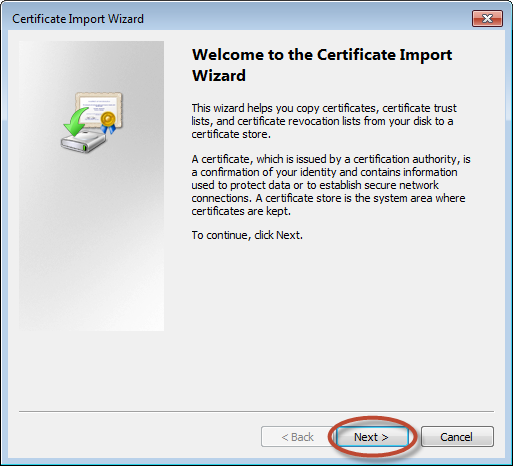 Certificate Import Wizard
Welcome to the Certificate Import
Wizard
This wizard helps you copy certificates, certificate trust
lists, and certificate revocation lists from your disk to a
certificate store.
A certificate, which is issued by a certification authority, is
a confirmation of your identity and contains information
used to protect data or to establish secure network
connections. A certificate store is the system area where
certificates are kept.
To continue, click Next.
< Back Next > Cancel